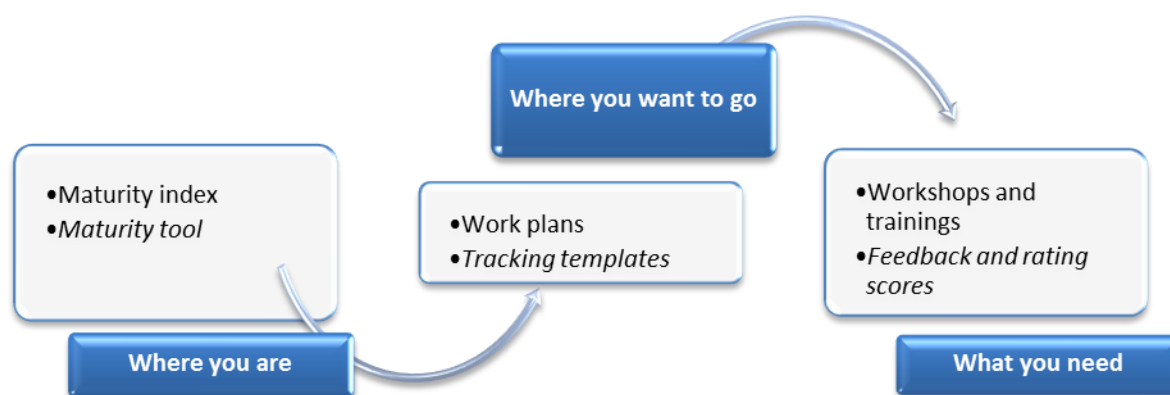 •Maturity index
•Maturity tool
Where you are
Where you want to go
•Work plans
•Tracking templates
•Workshops and
trainings
•Feedback and rating
scores
What you need